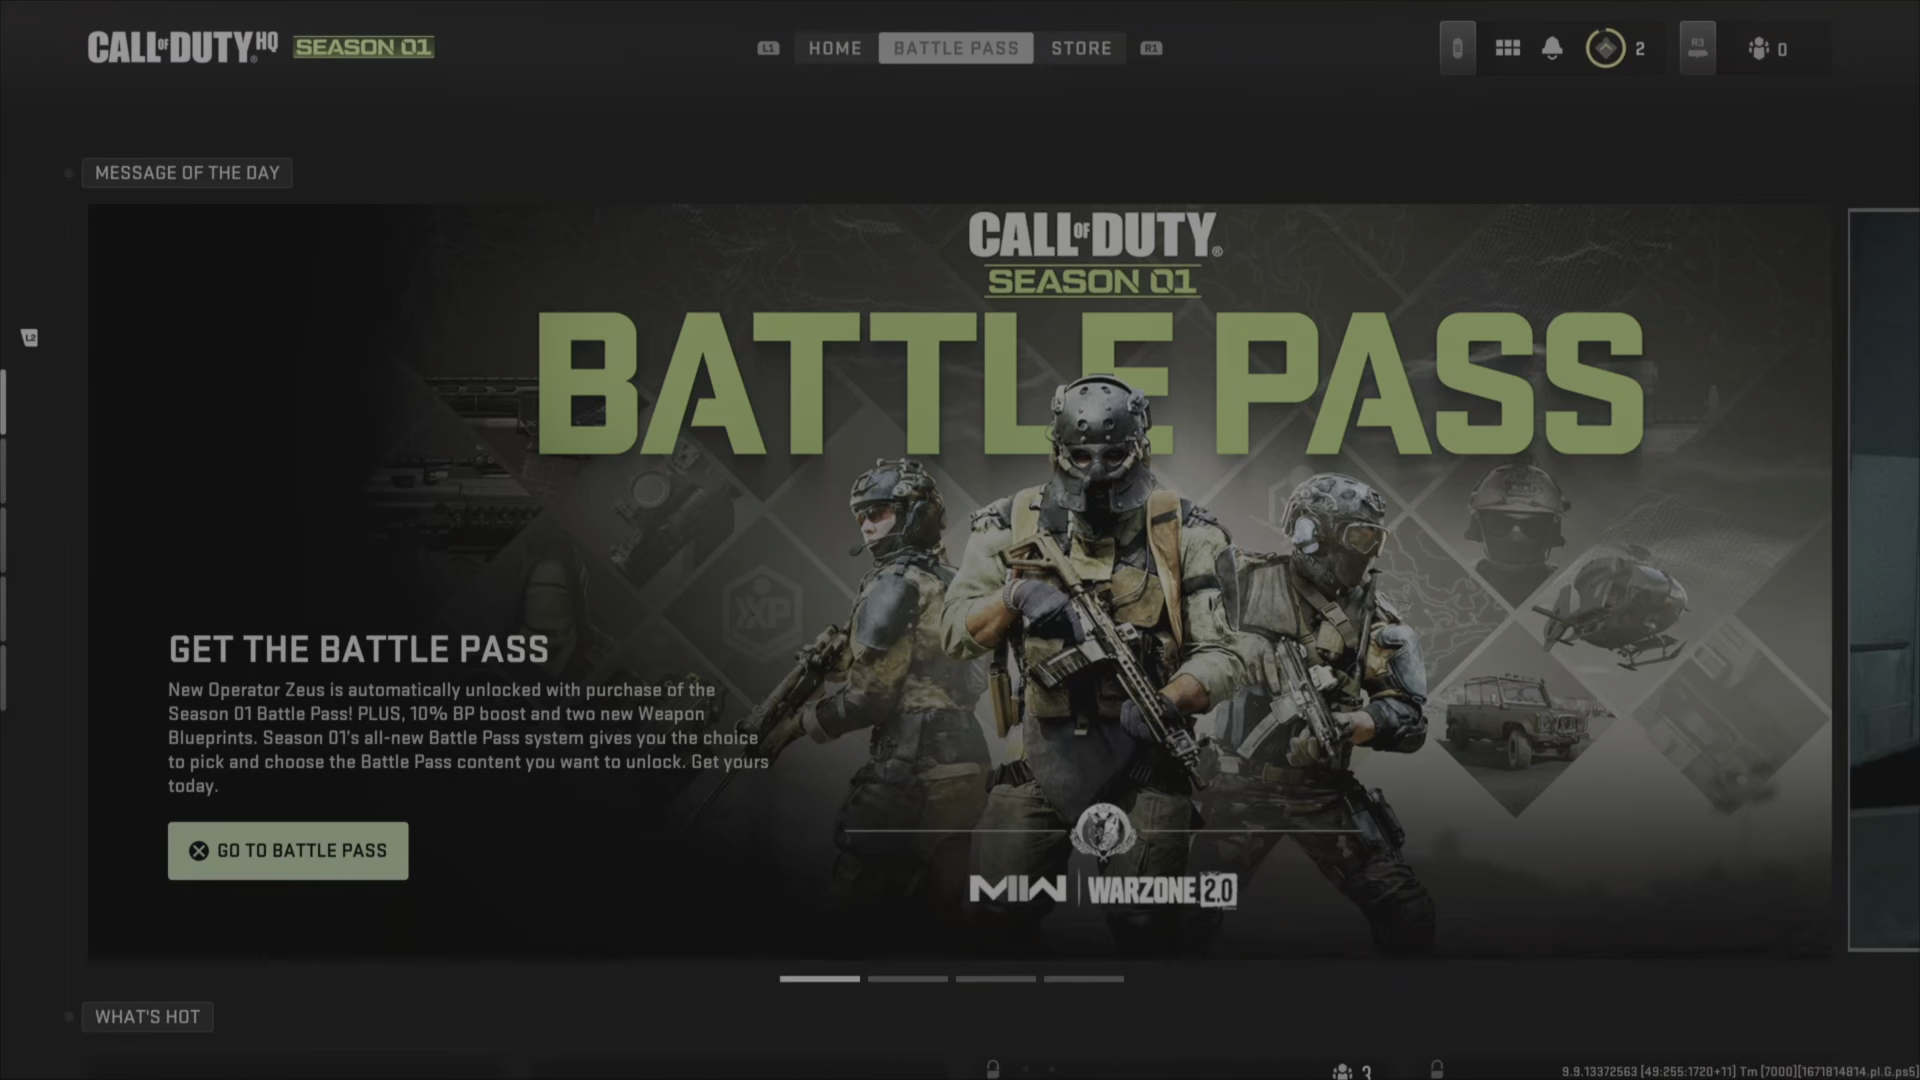 CALL OF DUTY HQ SEASON 01
L1 HOME BATTLE PASS STORE R1
2
R3
0
MESSAGE OF THE DAY
CALL OF DUTY
SEASON 01
BATTLE PASS
L2
XP
GET THE BATTLE PASS
New Operator Zeus is automatically unlocked with purchase of the
Season 01 Battle Pass! PLUS, 10% BP boost and two new Weapon
Blueprints. Season 01's all-new Battle Pass system gives you the choice
to pick and choose the Battle Pass content you want to unlock. Get yours
today.
GO TO BATTLE PASS
MW | WARZONE 2.0
WHAT'S HOT
3
9.9.13372563 [49:255:1720+11] Tm [7000][1671814814.pl.G.ps5]